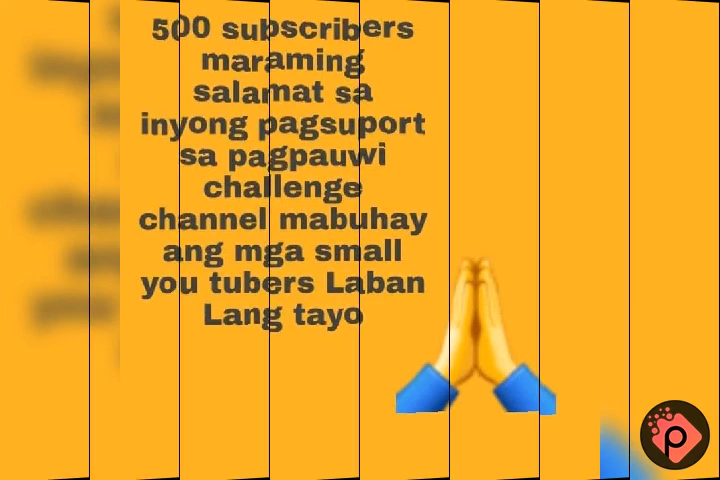 500 subscribers
maraming
salamat sa
inyong pagsuport
sa pagpauwi
challenge
channel mabuhay
ang mga small
you tubers Laban
Lang tayo